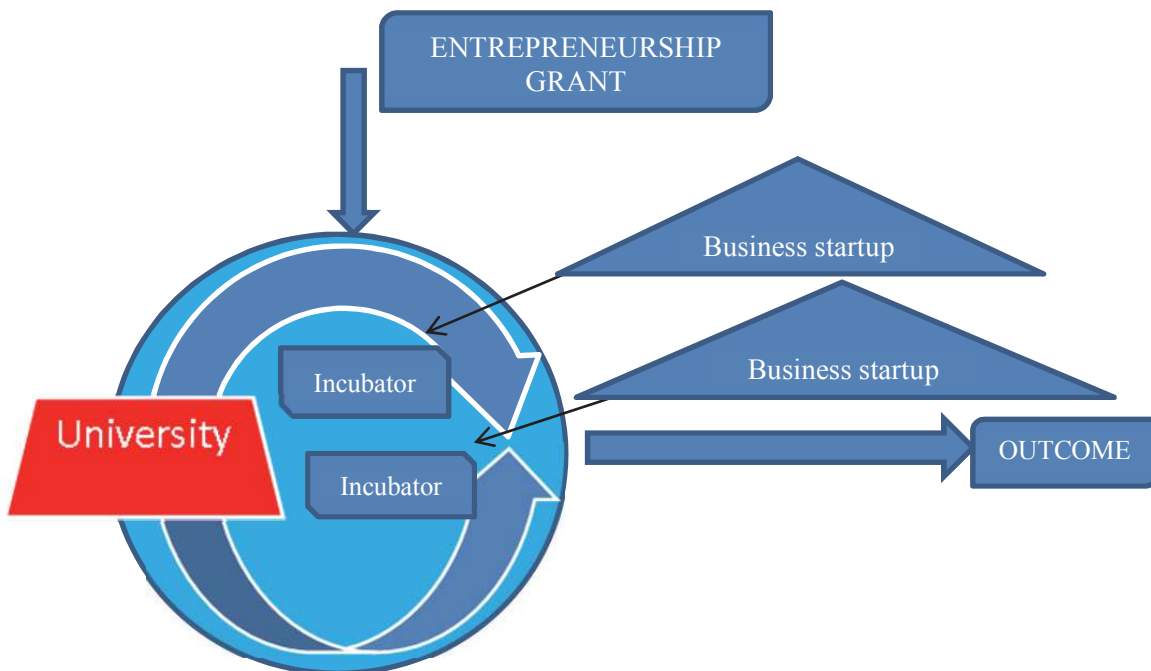 ENTREPRENEURSHIP
GRANT
Business startup
Business startup
Incubator
University
Incubator
OUTCOME